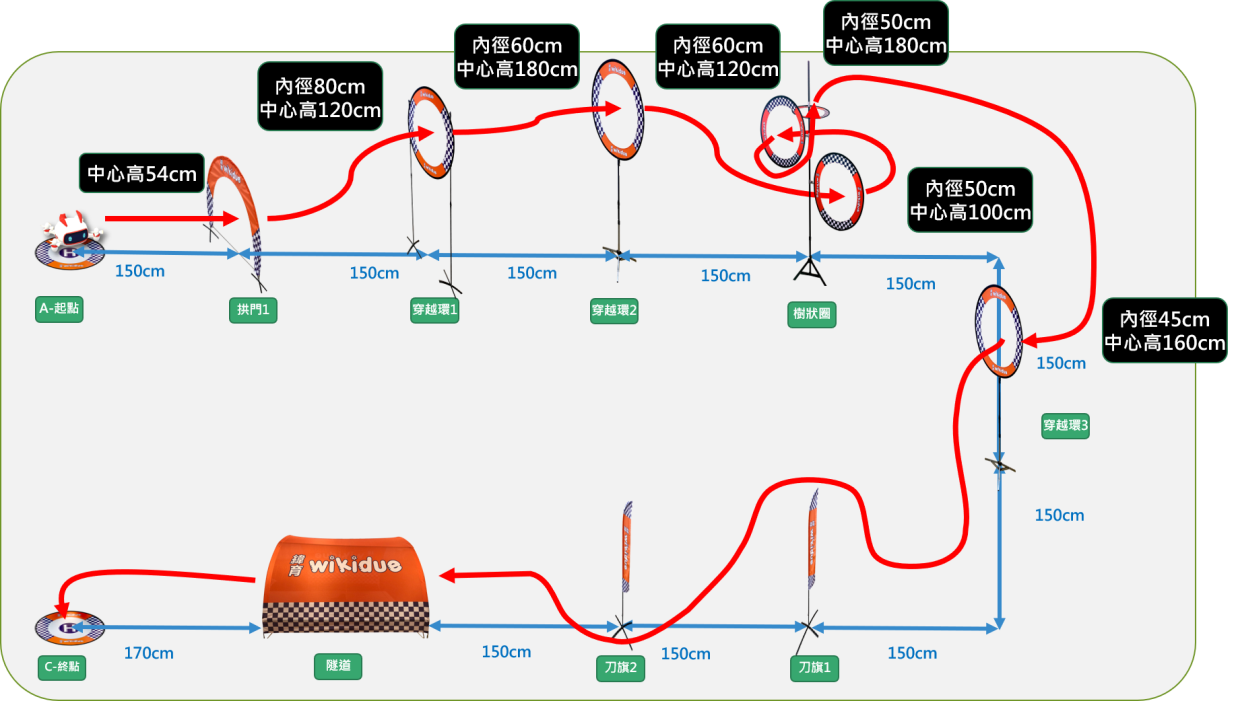 內徑50cm
中心高180cm
內徑60cm
中心高180cm
內徑60cm
中心高120cm
內徑80cm
中心高120cm
中心高54cm
內徑50cm
中心高100cm
150cm
150cm
150cm
150cm
150cm
A-起點
拱門1
穿越環1
穿越環2
樹狀圈
內徑45cm
中心高160cm
150cm
穿越環3
150cm
緯育 wikidue
170cm
150cm
150cm
150cm
C-終點
隧道
刀旗2
刀旗1